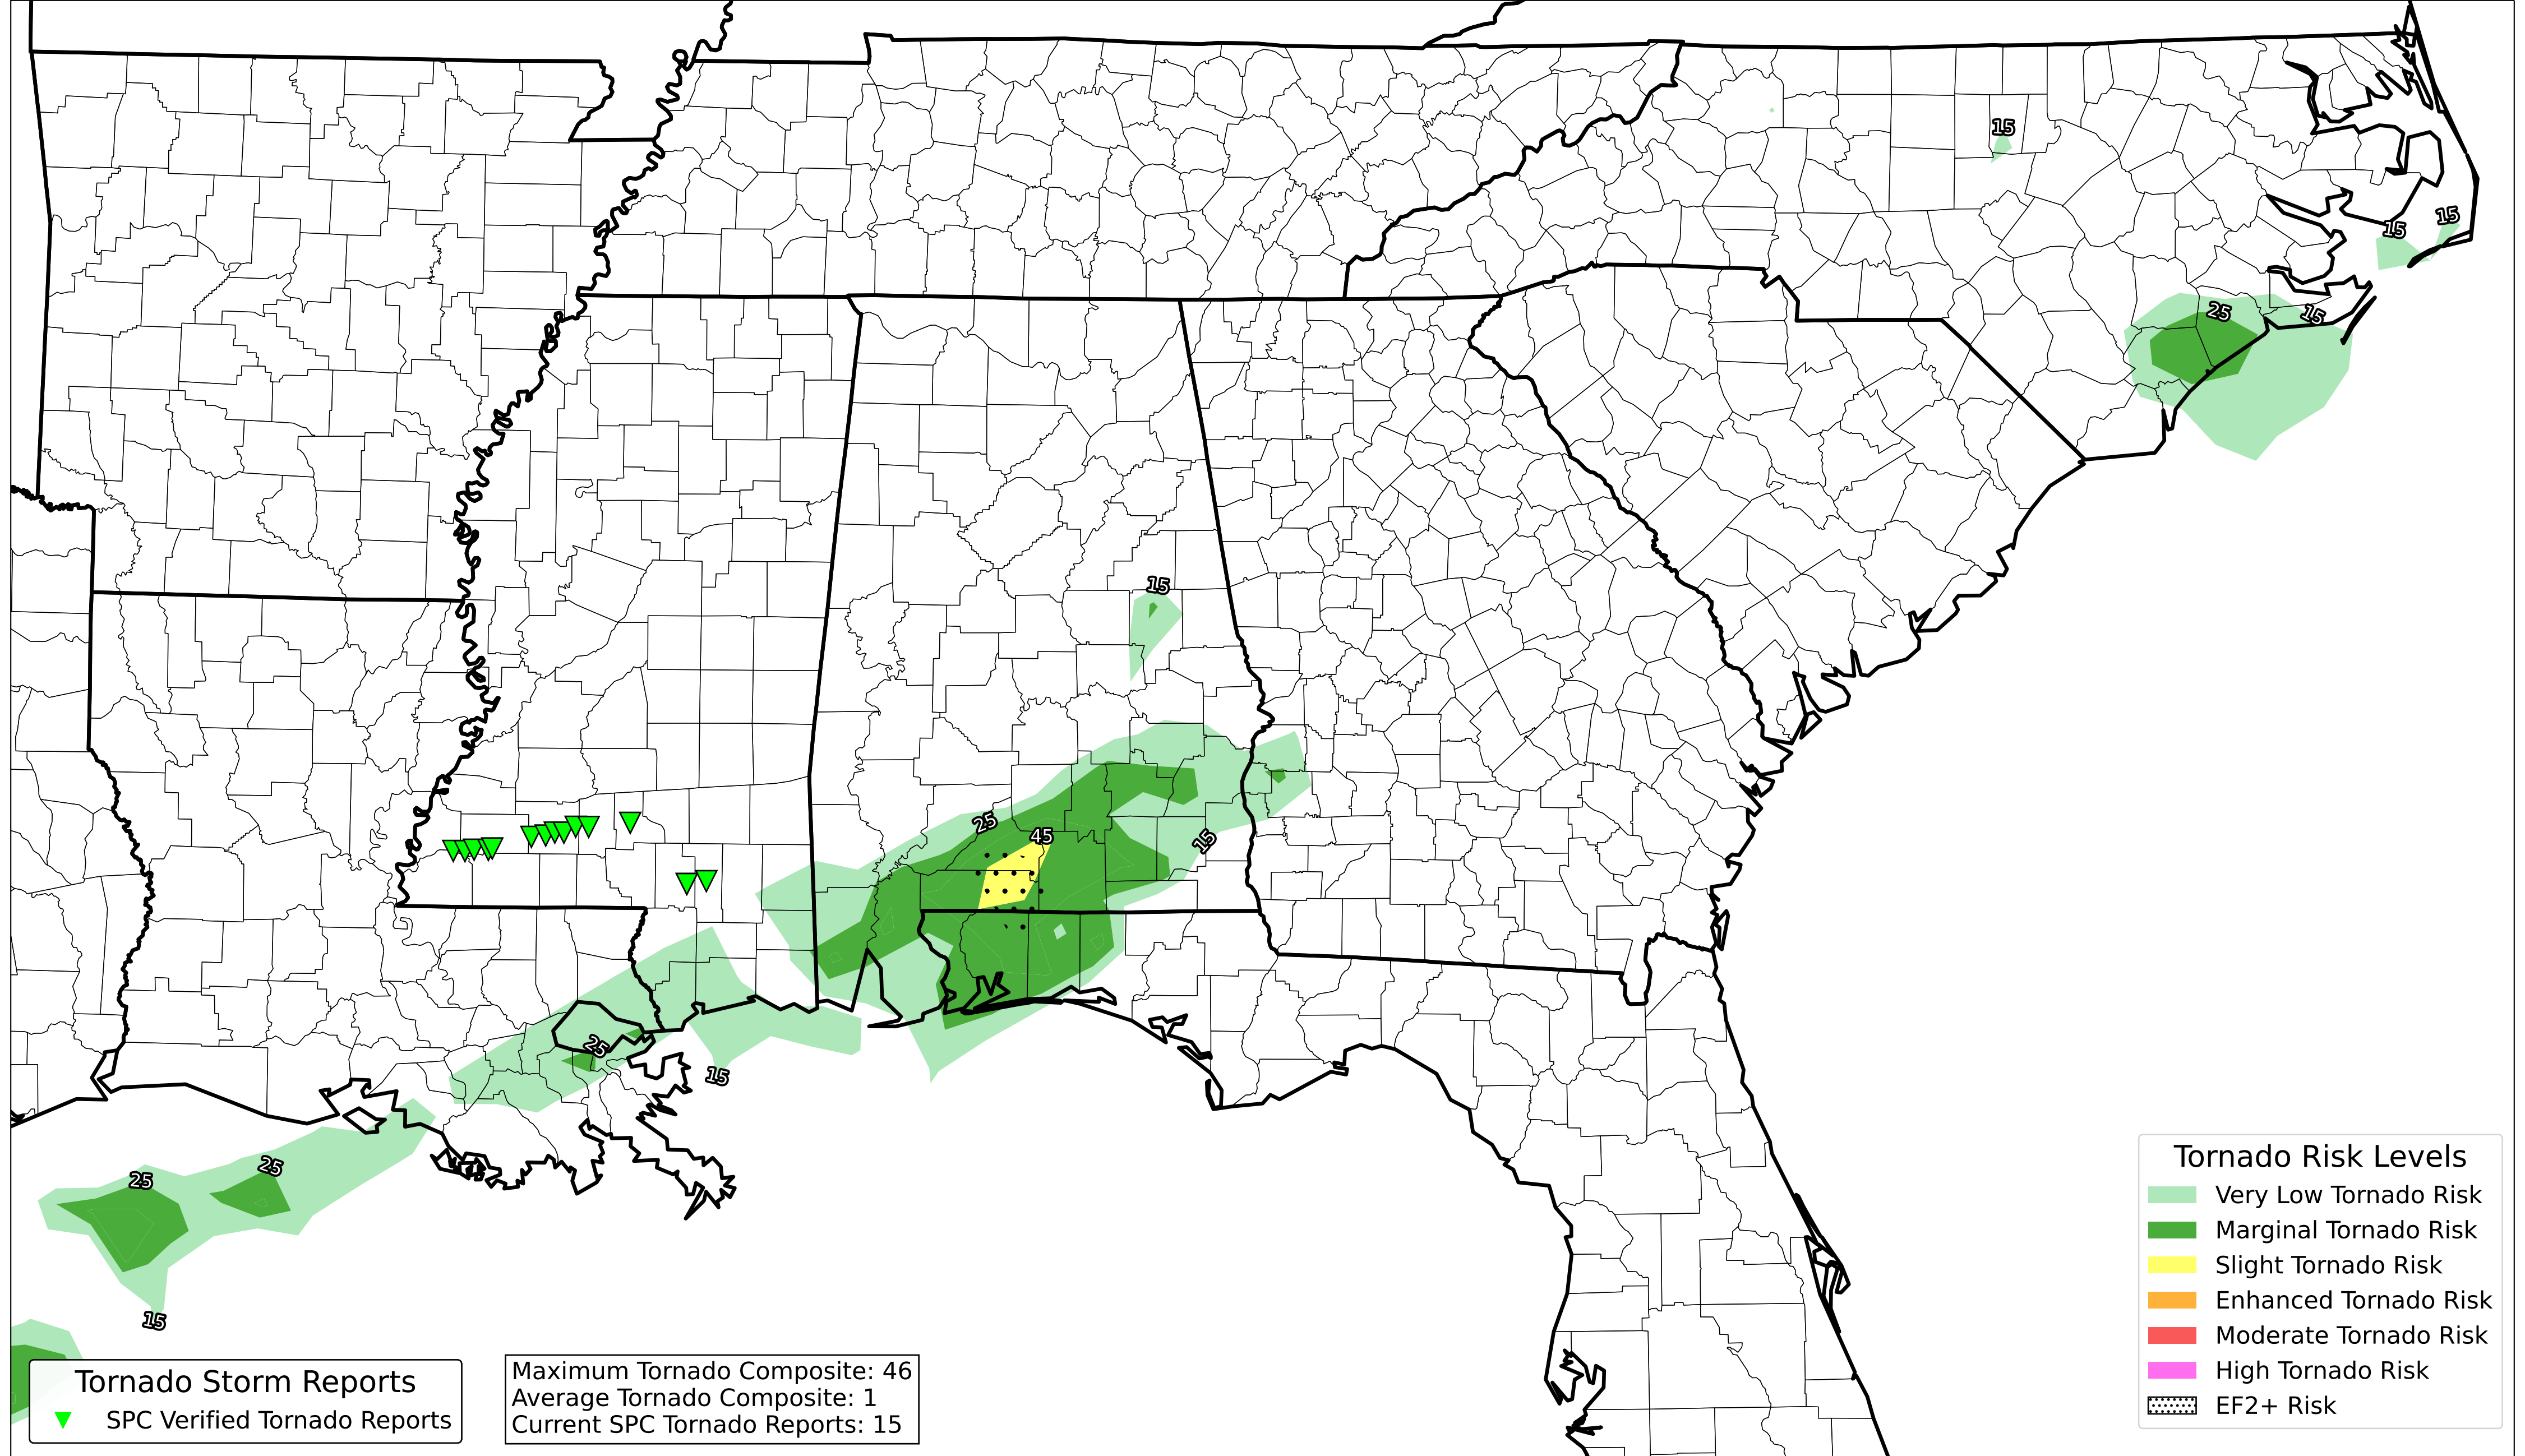 15
15
15
25
15
15
25
45
15
25
15
25
25
15
Tornado Risk Levels
Very Low Tornado Risk
Marginal Tornado Risk
Slight Tornado Risk
Enhanced Tornado Risk
Moderate Tornado Risk
High Tornado Risk
EF2+ Risk
Tornado Storm Reports
SPC Verified Tornado Reports
Maximum Tornado Composite: 46
Average Tornado Composite: 1
Current SPC Tornado Reports: 15